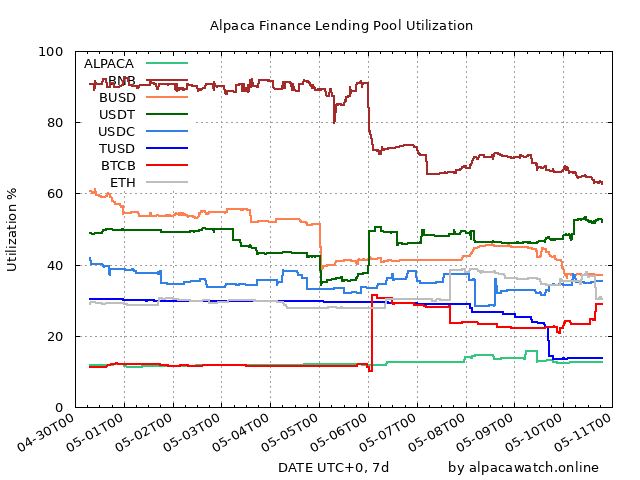 Alpaca Finance Lending Pool Utilization
100
80
60
40
20
0
Utilization %
ALPACA
BNB
BUSD
USDT
USDC
TUSD
BTCB
ETH
04-30T00
05-01T00
05-02T00
05-03T00
05-04T00
05-05T00
05-06T00
05-07T00
05-08T00
05-09T00
05-10T00
05-11T00
DATE UTC+0, 7d
by alpacawatch.online